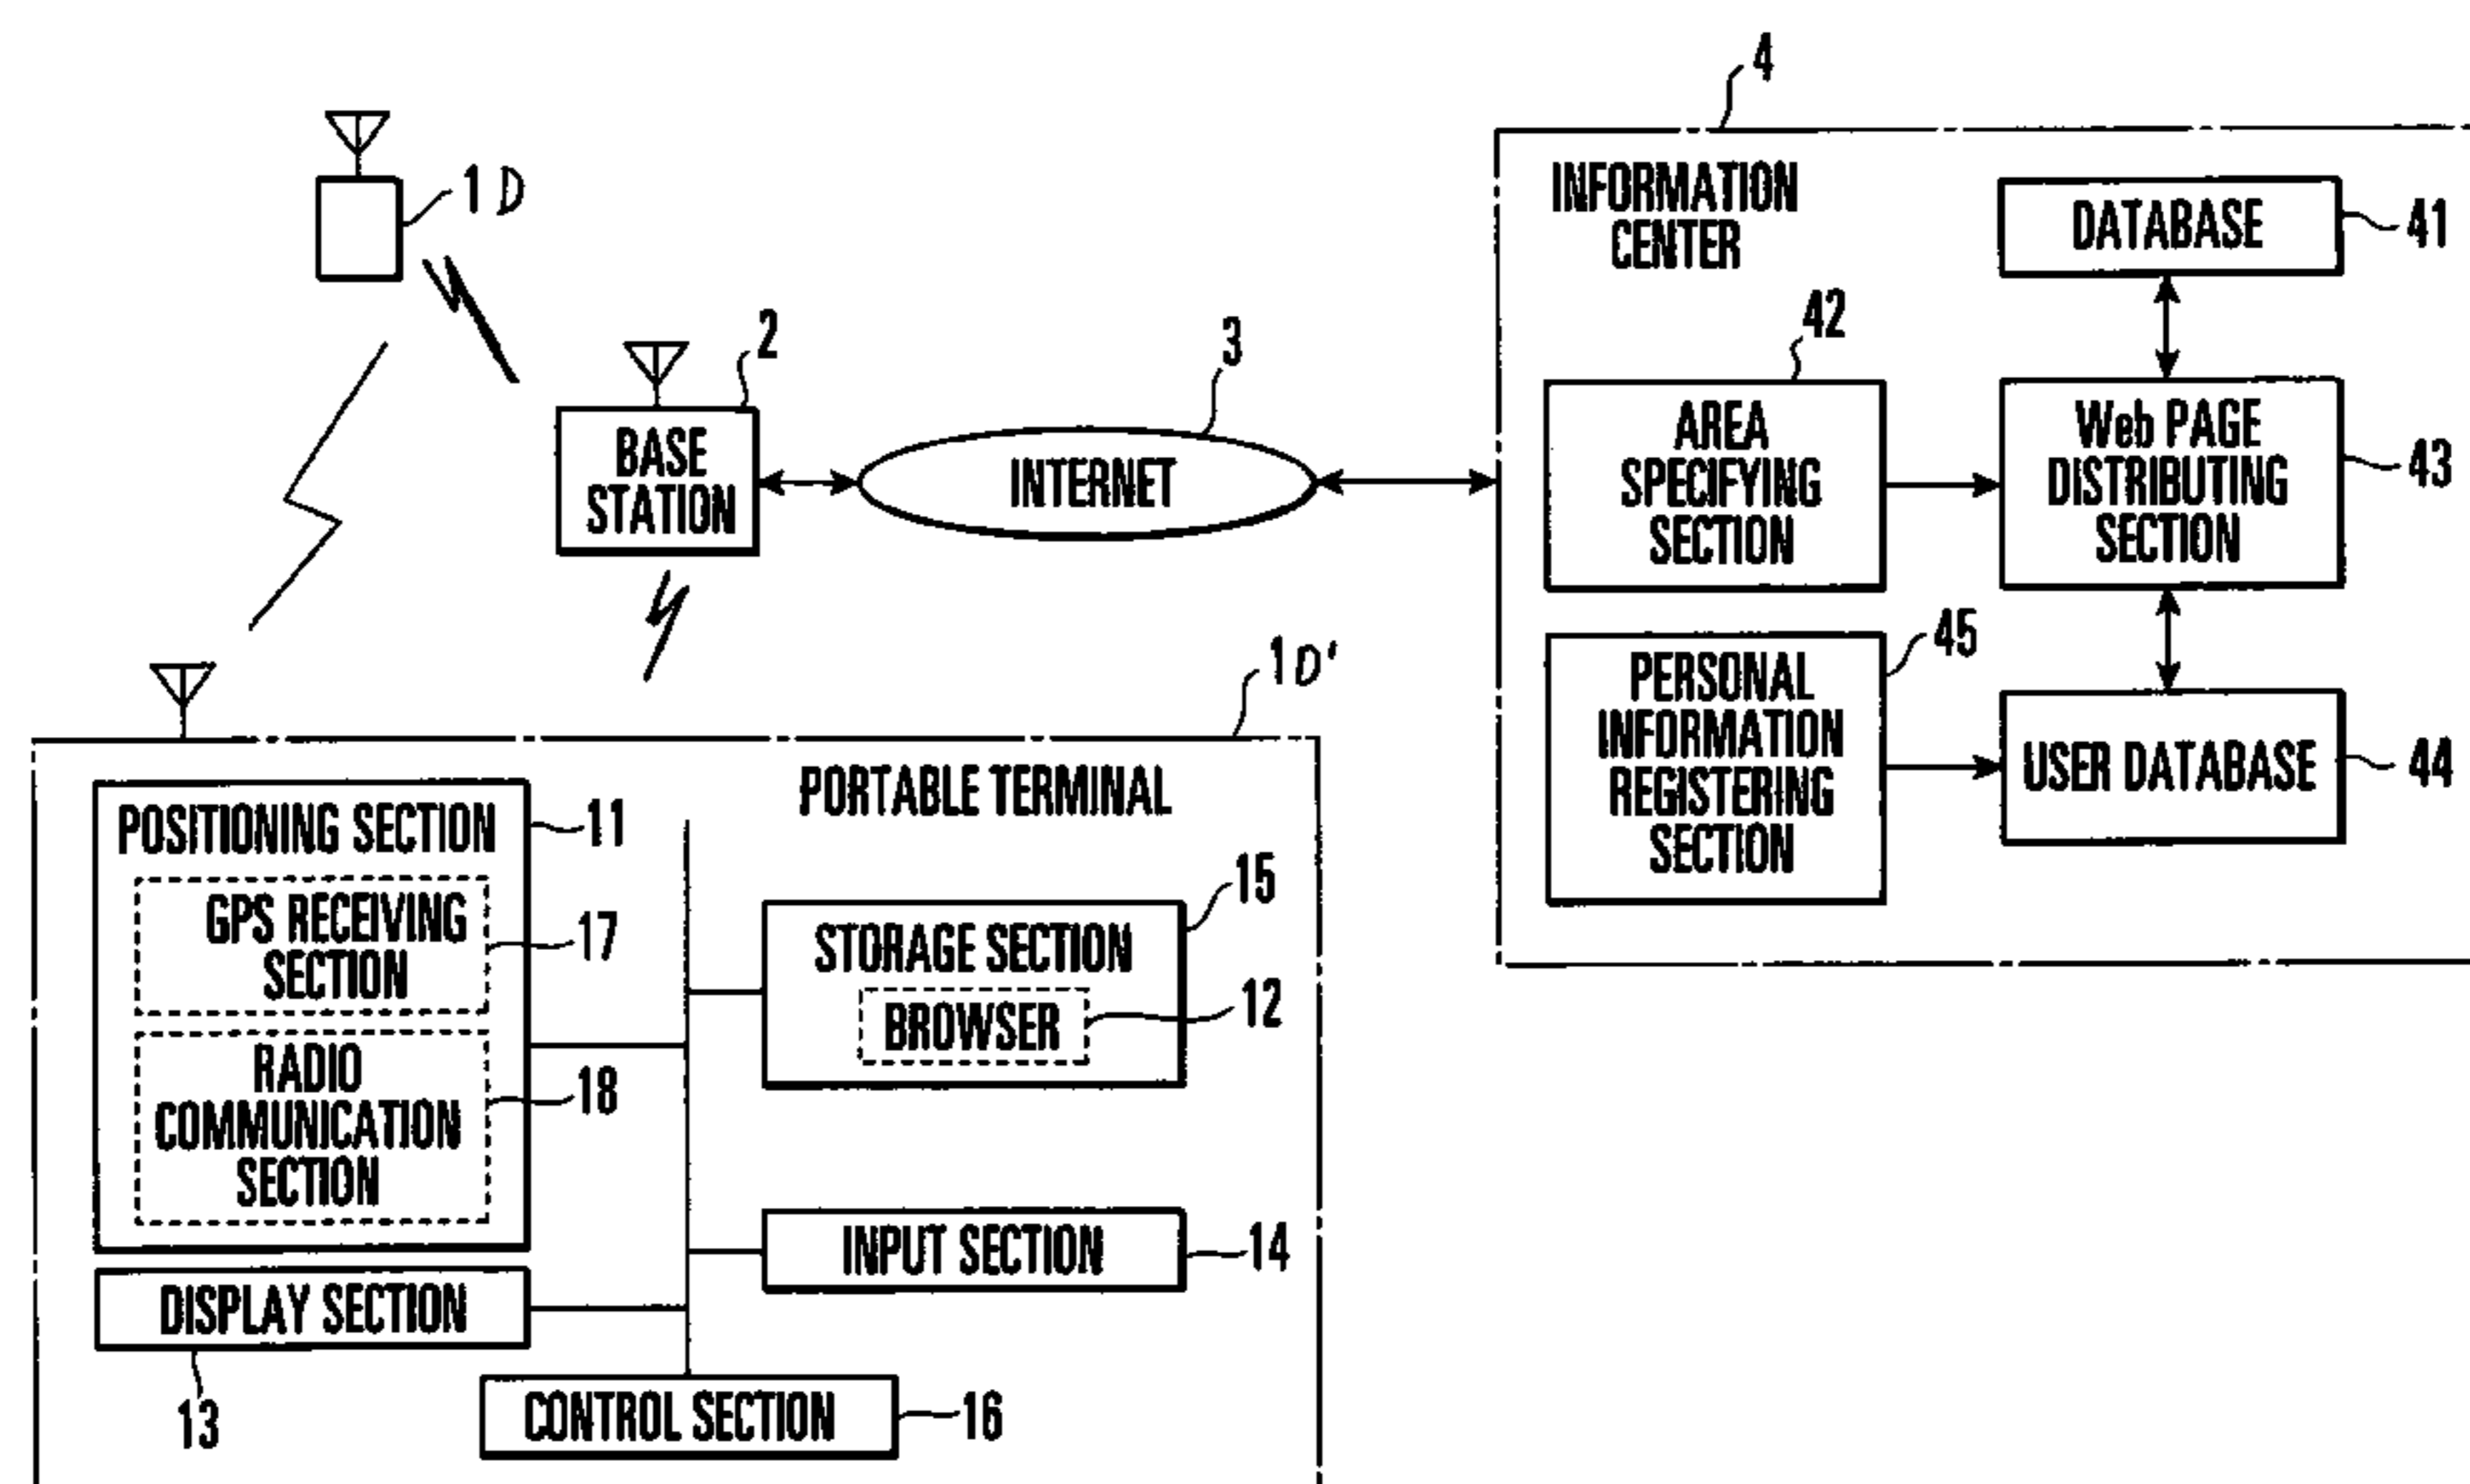 4
1D
INFORMATION
CENTER
DATABASE
41
2
3
42
BASE
STATION
INTERNET
AREA
SPECIFYING
SECTION
Web PAGE
DISTRIBUTING
SECTION
43
45
PERSONAL
INFORMATION
REGISTERING
SECTION
USER DATABASE
44
1D'
PORTABLE TERMINAL
POSITIONING SECTION
11
GPS RECEIVING
SECTION
17
RADIO
COMMUNICATION
SECTION
18
15
STORAGE SECTION
BROWSER
12
INPUT SECTION
14
DISPLAY SECTION
13
CONTROL SECTION
16